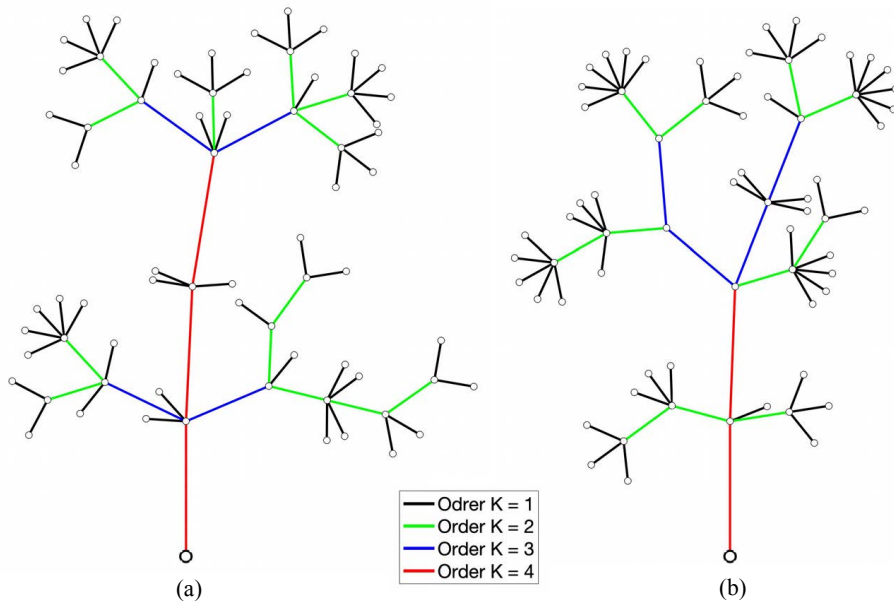 Odrer K = 1
Order K = 2
Order K = 3
Order K = 4
(a)
(b)